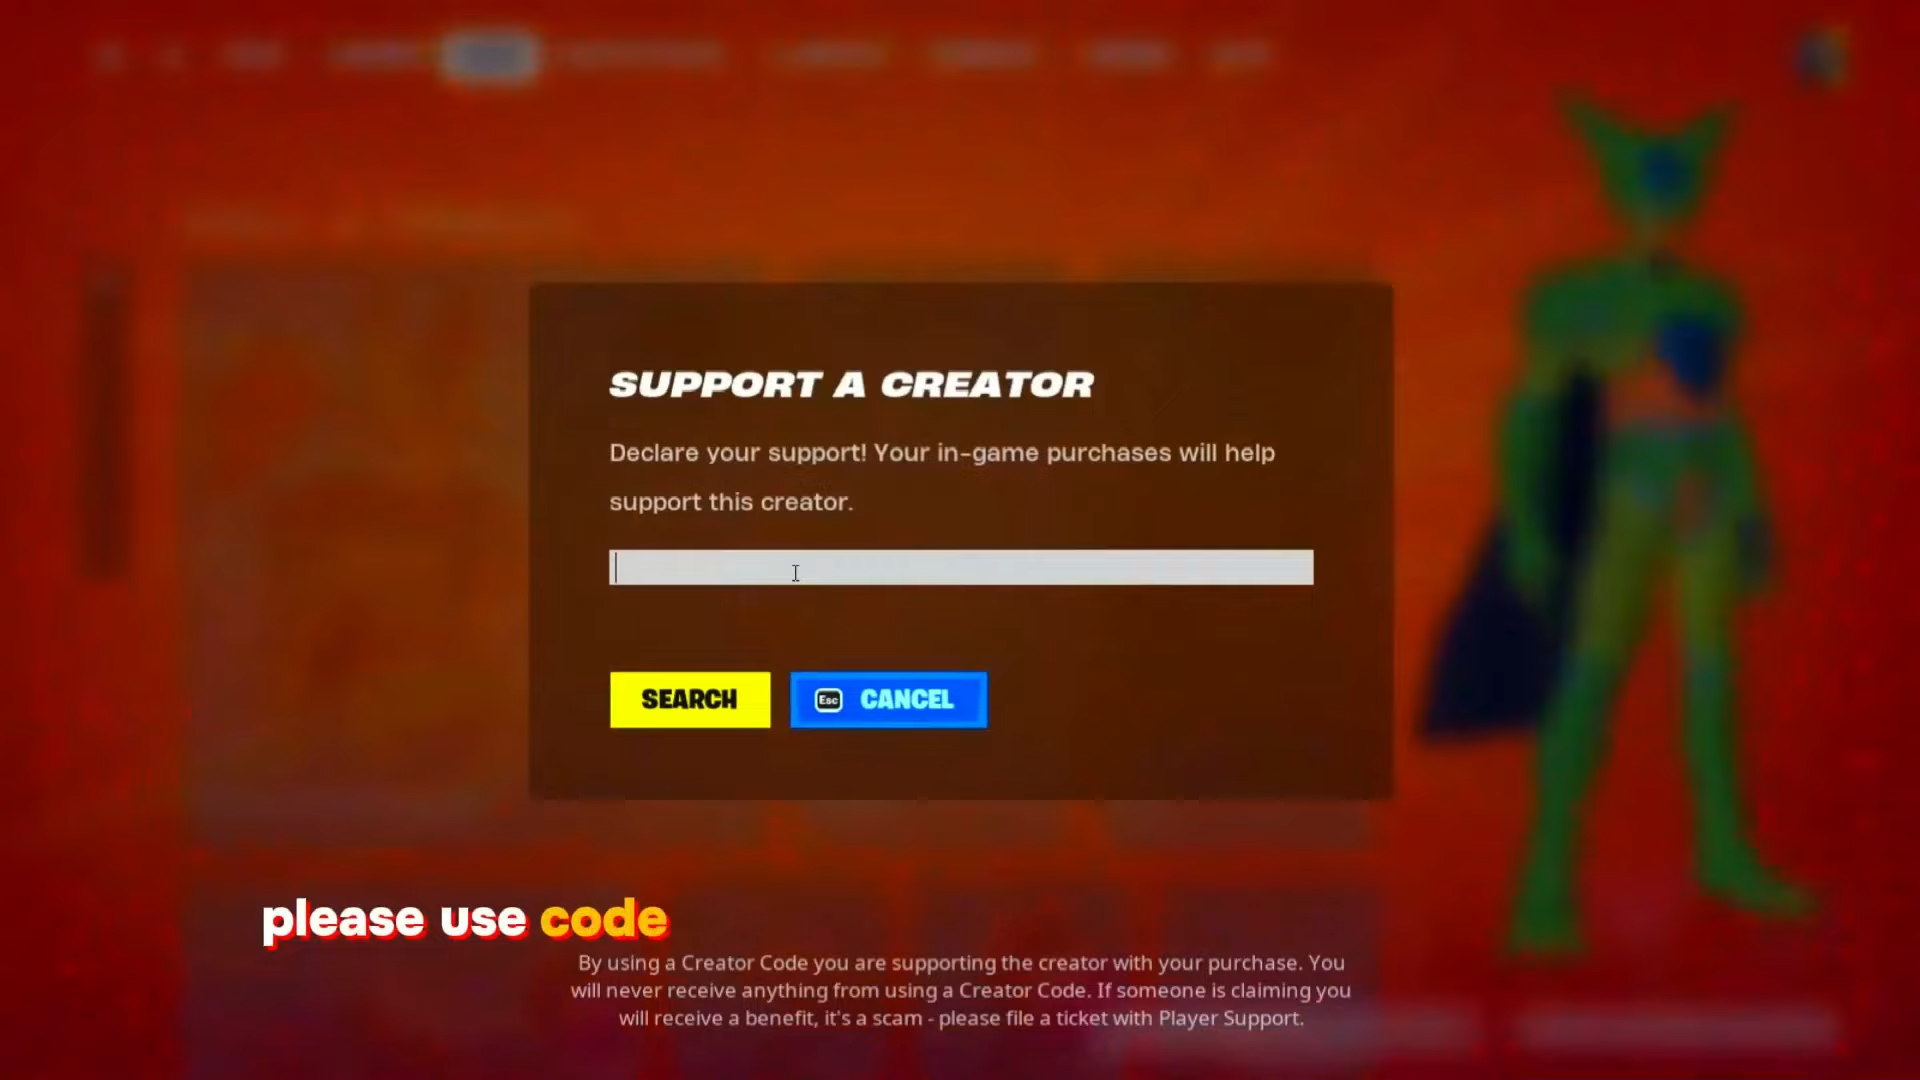 SUPPORT A CREATOR
Declare your support! Your in-game purchases will help
support this creator.
SEARCH
Esc CANCEL
please use code
By using a Creator Code you are supporting the creator with your purchase. You
will never receive anything from using a Creator Code. If someone is claiming you
will receive a benefit, it's a scam - please file a ticket with Player Support.